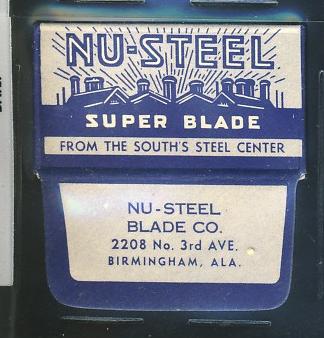 NU-STEEL
SUPER BLADE
FROM THE SOUTH'S STEEL CENTER
NU-STEEL
BLADE CO.
2208 No. 3rd AVE.
BIRMINGHAM, ALA.